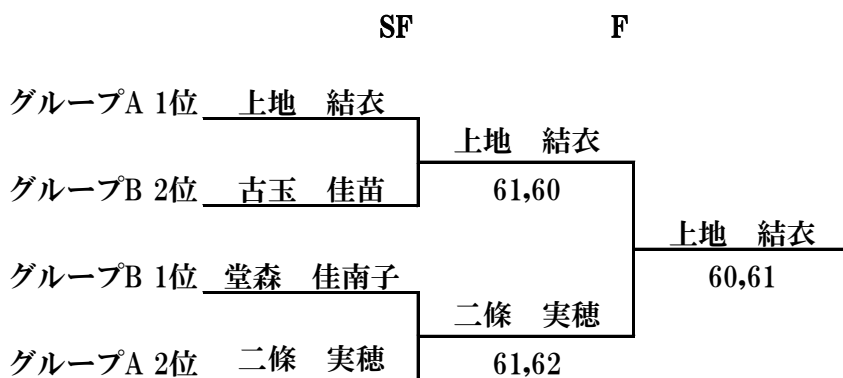 SF F
グループA 1位 上地 結衣
上地 結衣
グループB 2位 古玉 佳苗 61,60
上地 結衣
グループB 1位 堂森 佳南子 60,61
二條 実穂
グループA 2位 二條 実穂 61,62